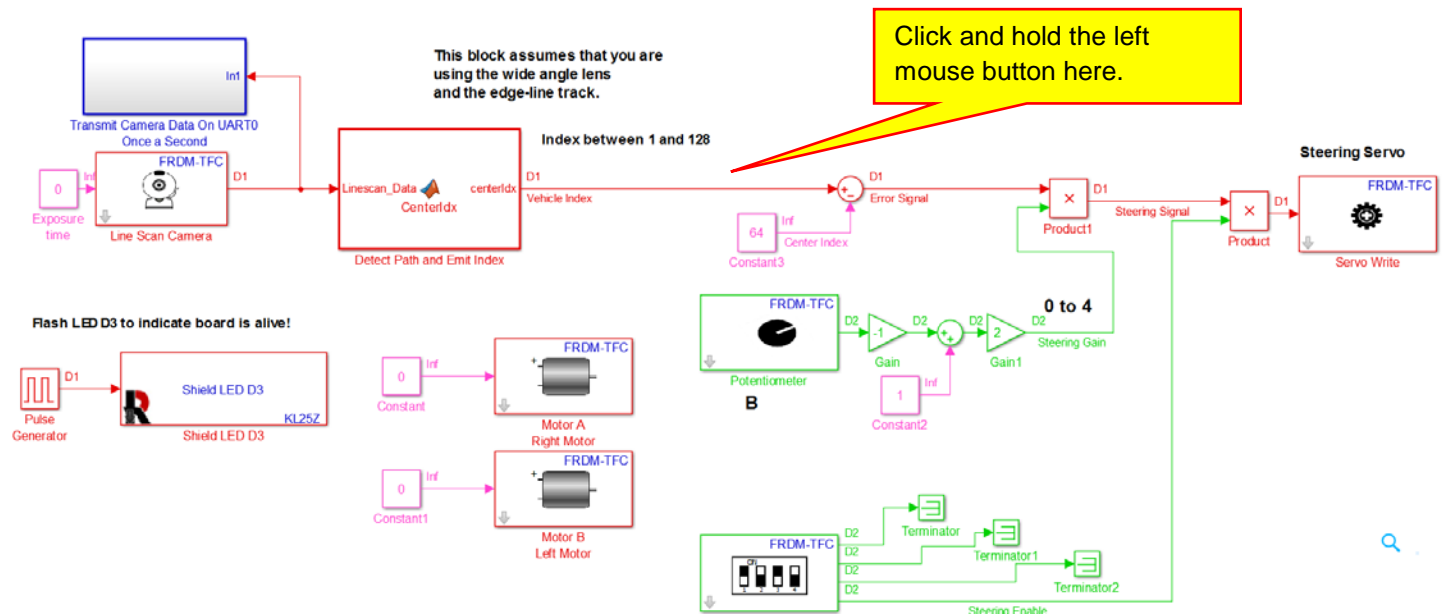 Click and hold the left
mouse button here.
This block assumes that you are
using the wide angle lens
and the edge-line track.
In1
Transmit Camera Data On UART0
Once a Second
Index between 1 and 128
Steering Servo
0
Inf
Exposure
time
FRDM-TFC
Line Scan Camera
D1
Linescan_Data
CenterIdx
centerIdx
Detect Path and Emit Index
D1
Vehicle Index
64
Inf
Center Index
Constant3
D1
Error Signal
Product1
D1
Steering Signal
Product
D1
FRDM-TFC
Servo Write
FRDM-TFC
Potentiometer
B
D2
-1
Gain
D2
1
Inf
Constant2
D2
2
Gain1
0 to 4
D2
Steering Gain
Flash LED D3 to indicate board is alive!
Pulse
Generator
D1
Shield LED D3
KL25Z
Shield LED D3
0
Inf
Constant
FRDM-TFC
Motor A
Right Motor
0
Inf
Constant1
FRDM-TFC
Motor B
Left Motor
FRDM-TFC
ON
1 2 3 4
D2
D2
D2
D2
Terminator
Terminator1
Terminator2
Steering Enable